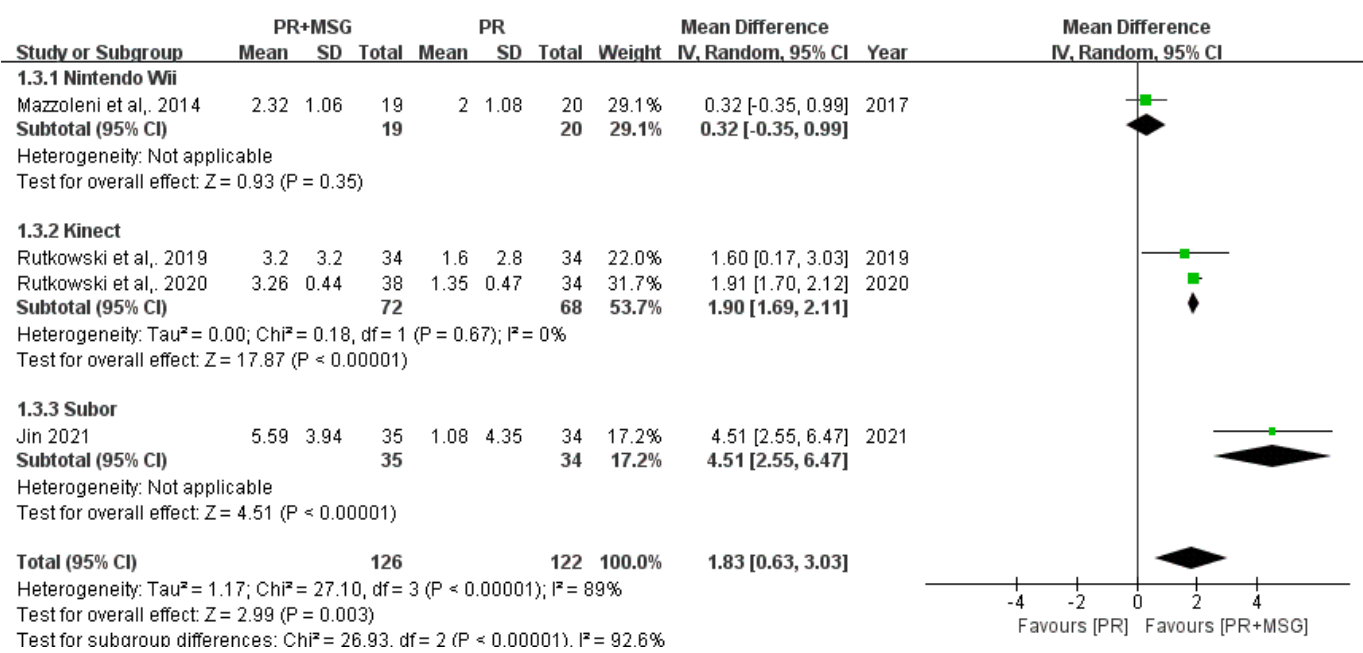 PR+MSG PR Mean Difference Mean Difference
Study or Subgroup Mean SD Total Mean SD Total Weight IV, Random, 95% CI Year IV, Random, 95% CI
1.3.1 Nintendo Wii
Mazzoleni et al,. 2014 2.32 1.06 19 2 1.08 20 29.1% 0.32 [-0.35, 0.99] 2017
Subtotal (95% CI) 19 20 29.1% 0.32 [-0.35, 0.99]
Heterogeneity: Not applicable
Test for overall effect: Z = 0.93 (P = 0.35)
1.3.2 Kinect
Rutkowski et al,. 2019 3.2 3.2 34 1.6 2.8 34 22.0% 1.60 [0.17, 3.03] 2019
Rutkowski et al,. 2020 3.26 0.44 38 1.35 0.47 34 31.7% 1.91 [1.70, 2.12] 2020
Subtotal (95% CI) 72 68 53.7% 1.90 [1.69, 2.11]
Heterogeneity: Tau² = 0.00; Chi² = 0.18, df = 1 (P = 0.67); I² = 0%
Test for overall effect: Z = 17.87 (P < 0.00001)
1.3.3 Subor
Jin 2021 5.59 3.94 35 1.08 4.35 34 17.2% 4.51 [2.55, 6.47] 2021
Subtotal (95% CI) 35 34 17.2% 4.51 [2.55, 6.47]
Heterogeneity: Not applicable
Test for overall effect: Z = 4.51 (P < 0.00001)
Total (95% CI) 126 122 100.0% 1.83 [0.63, 3.03]
Heterogeneity: Tau² = 1.17; Chi² = 27.10, df = 3 (P < 0.00001); I² = 89%
Test for overall effect: Z = 2.99 (P = 0.003)
Test for subgroup differences: Chi² = 26.93, df = 2 (P < 0.00001), I² = 92.6%
-4 -2 0 2 4
Favours [PR] Favours [PR+MSG]